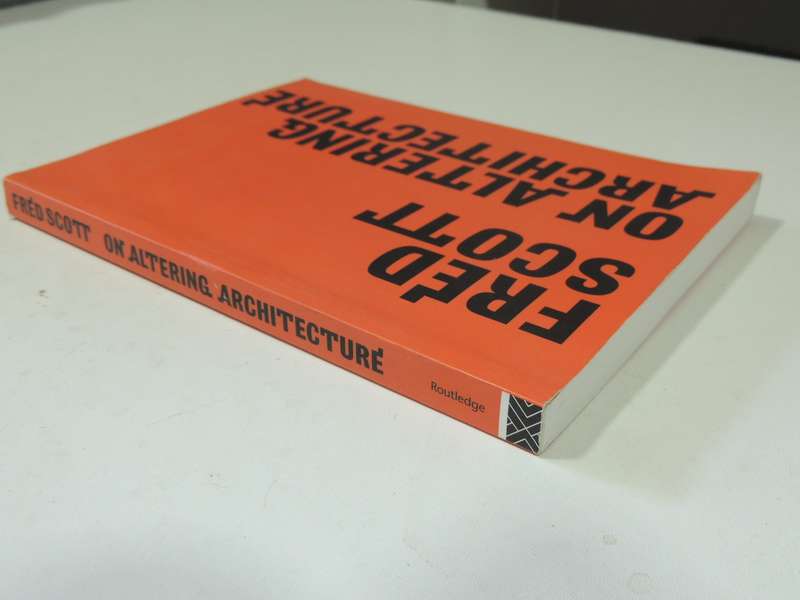 FRED
SCOTT
ON ALTERING
ARCHITECTURE
FRED SCOTT ON ALTERING ARCHITECTURE Routledge